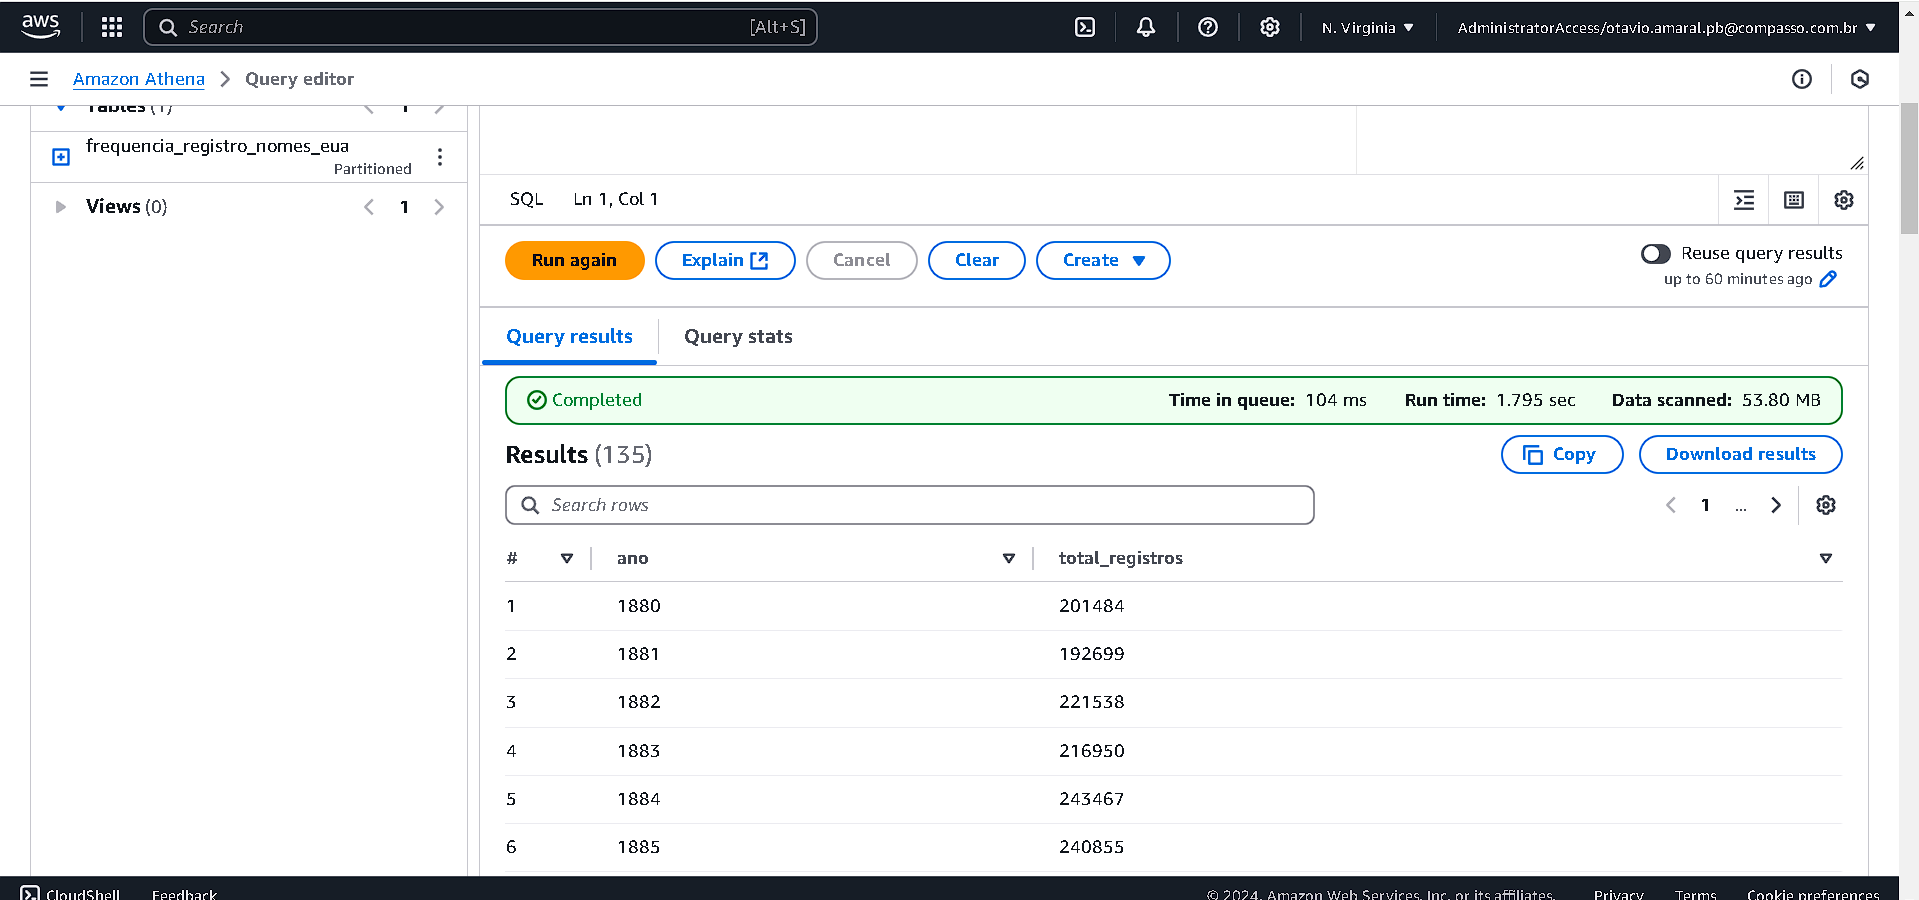 aws
Search [Alt+S]
N. Virginia
AdministratorAccess/otavio.amaral.pb@compasso.com.br
Amazon Athena
Query editor
Tables (1)
1
frequencia_registro_nomes_eua
Partitioned
Views (0)
1
SQL Ln 1, Col 1
Run again
Explain
Cancel
Clear
Create
Reuse query results
up to 60 minutes ago
Query results
Query stats
Completed
Time in queue: 104 ms
Run time: 1.795 sec
Data scanned: 53.80 MB
Results (135)
Copy
Download results
Search rows
1 ...
# ano total_registros
1 1880 201484
2 1881 192699
3 1882 221538
4 1883 216950
5 1884 243467
6 1885 240855
CloudShell Feedback
© 2024, Amazon Web Services, Inc. or its affiliates.
Privacy Terms Cookie preferences